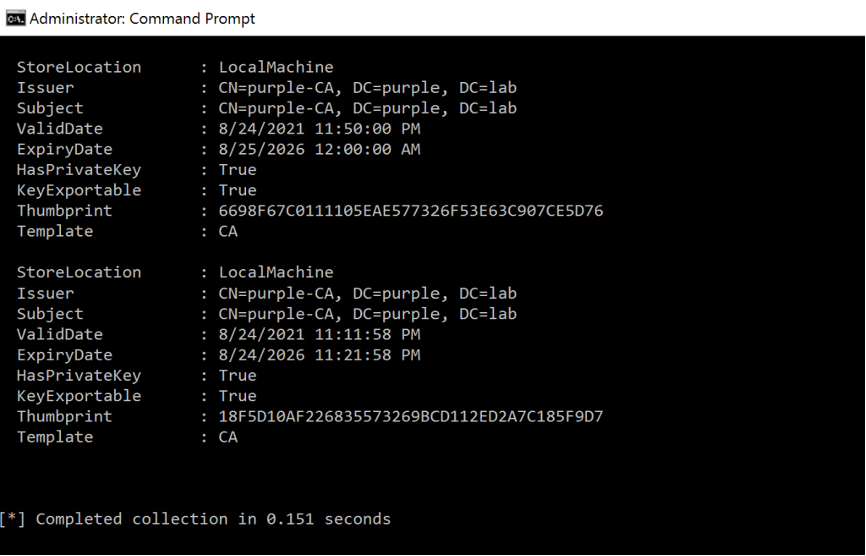 Administrator: Command Prompt
StoreLocation : LocalMachine
Issuer : CN=purple-CA, DC=purple, DC=lab
Subject : CN=purple-CA, DC=purple, DC=lab
ValidDate : 8/24/2021 11:50:00 PM
ExpiryDate : 8/25/2026 12:00:00 AM
HasPrivateKey : True
KeyExportable : True
Thumbprint : 6698F67C0111105EAE577326F53E63C907CE5D76
Template : CA
StoreLocation : LocalMachine
Issuer : CN=purple-CA, DC=purple, DC=lab
Subject : CN=purple-CA, DC=purple, DC=lab
ValidDate : 8/24/2021 11:11:58 PM
ExpiryDate : 8/24/2026 11:21:58 PM
HasPrivateKey : True
KeyExportable : True
Thumbprint : 18F5D10AF226835573269BCD112ED2A7C185F9D7
Template : CA
[*] Completed collection in 0.151 seconds